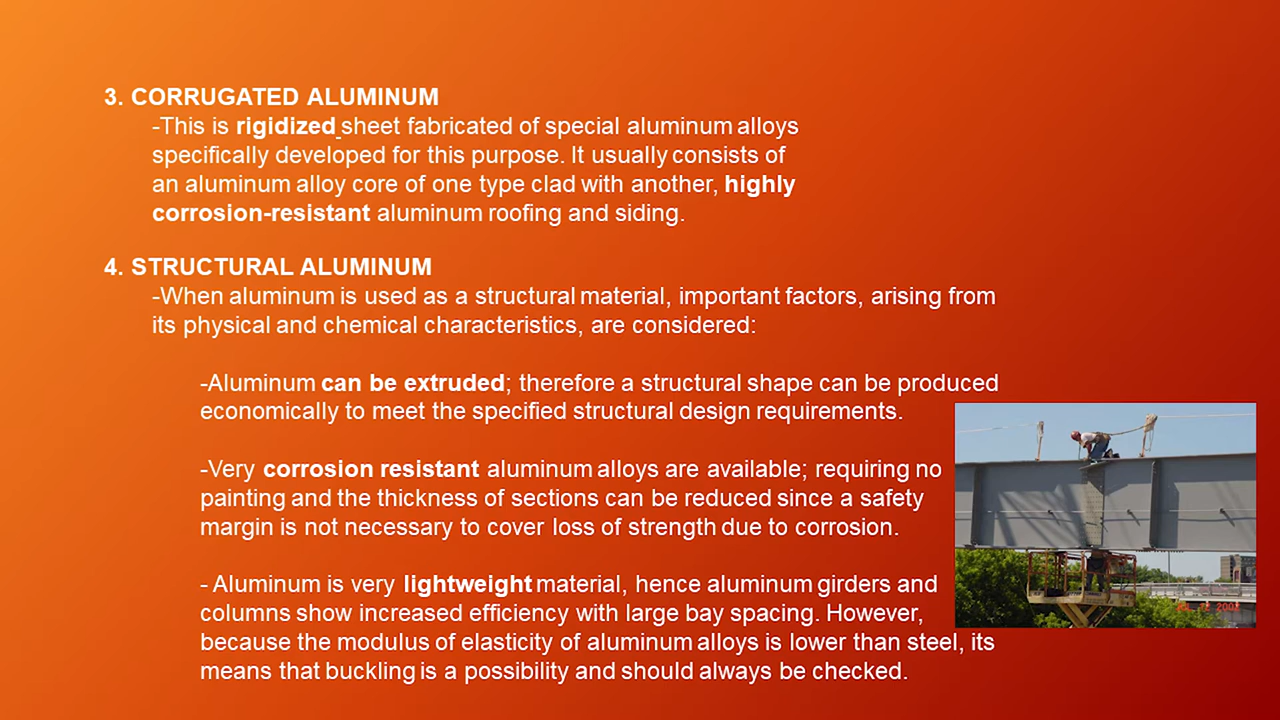 3. CORRUGATED ALUMINUM
-This is rigidized sheet fabricated of special aluminum alloys
specifically developed for this purpose. It usually consists of
an aluminum alloy core of one type clad with another, highly
corrosion-resistant aluminum roofing and siding.
4. STRUCTURAL ALUMINUM
-When aluminum is used as a structural material, important factors, arising from
its physical and chemical characteristics, are considered:
-Aluminum can be extruded; therefore a structural shape can be produced
economically to meet the specified structural design requirements.
-Very corrosion resistant aluminum alloys are available; requiring no
painting and the thickness of sections can be reduced since a safety
margin is not necessary to cover loss of strength due to corrosion.
- Aluminum is very lightweight material, hence aluminum girders and
columns show increased efficiency with large bay spacing. However,
because the modulus of elasticity of aluminum alloys is lower than steel, its
means that buckling is a possibility and should always be checked.